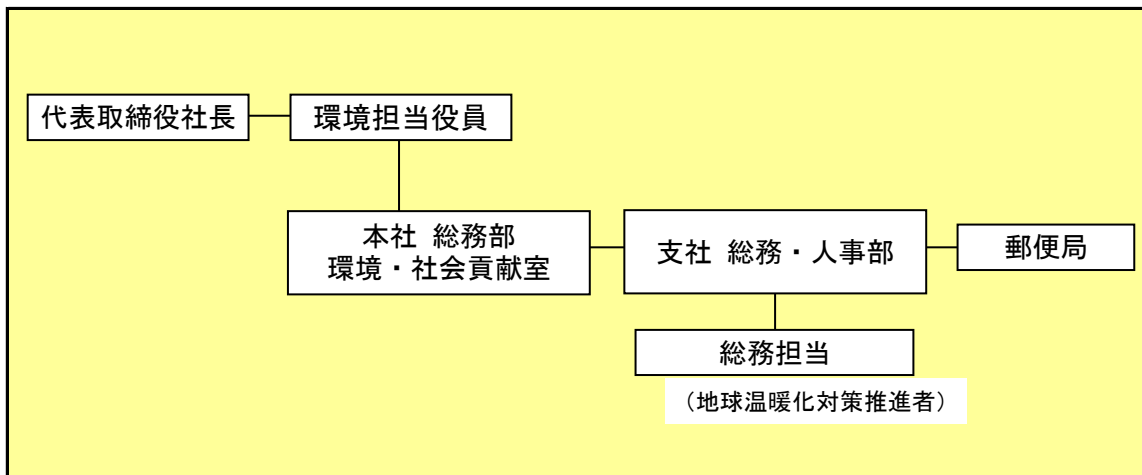 代表取締役社長
環境担当役員
本社 総務部
環境・社会貢献室
支社 総務・人事部
郵便局
総務担当
（地球温暖化対策推進者）